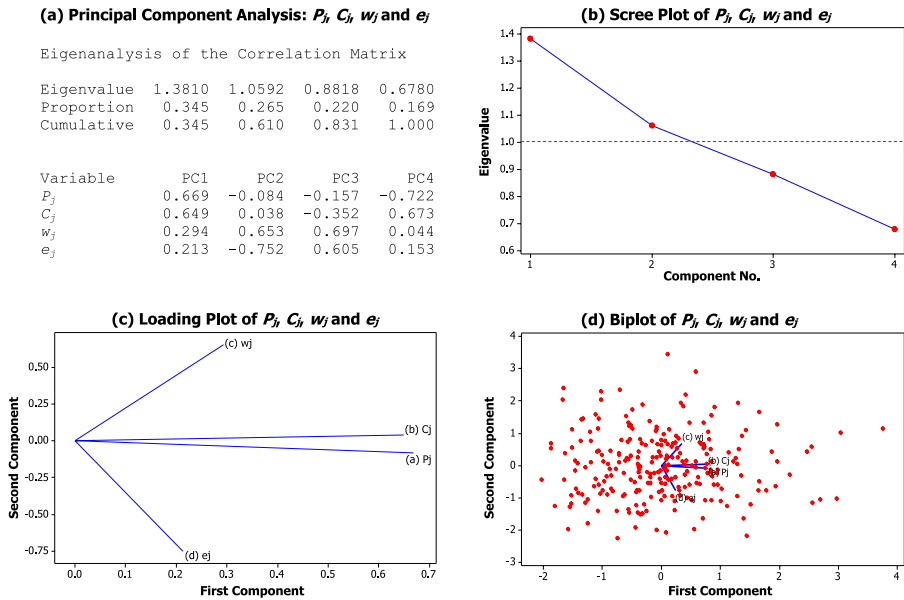 (a) Principal Component Analysis: Pj, Cj, wj and ej
Eigenanalysis of the Correlation Matrix
Eigenvalue 1.3810 1.0592 0.8818 0.6780
Proportion 0.345 0.265 0.220 0.169
Cumulative 0.345 0.610 0.831 1.000
Variable PC1 PC2 PC3 PC4
Pj 0.669 -0.084 -0.157 -0.722
Cj 0.649 0.038 -0.352 0.673
wj 0.294 0.653 0.697 0.044
ej 0.213 -0.752 0.605 0.153
(b) Scree Plot of Pj, Cj, wj and ej
Eigenvalue
1.4
1.3
1.2
1.1
1.0
0.9
0.8
0.7
0.6
1 2 3 4
Component No.
(c) Loading Plot of Pj, Cj, wj and ej
Second Component
0.50
0.25
0.00
-0.25
-0.50
-0.75
(c) wj
(b) Cj
(a) Pj
(d) ej
0.0 0.1 0.2 0.3 0.4 0.5 0.6 0.7
First Component
(d) Biplot of Pj, Cj, wj and ej
Second Component
4
3
2
1
0
-1
-2
-3
(c) wj
(b) Cj
(a) Pj
(d) ej
-2 -1 0 1 2 3 4
First Component